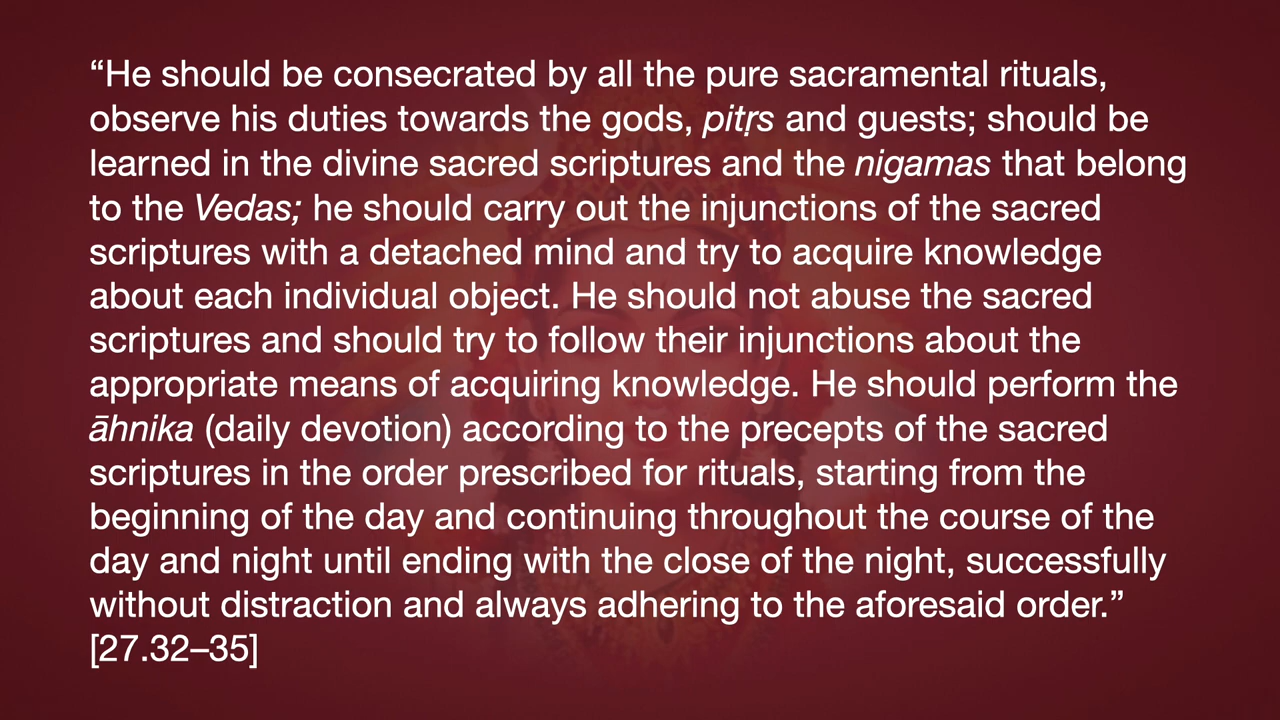 “He should be consecrated by all the pure sacramental rituals,
observe his duties towards the gods, pitṛs and guests; should be
learned in the divine sacred scriptures and the nigamas that belong
to the Vedas; he should carry out the injunctions of the sacred
scriptures with a detached mind and try to acquire knowledge
about each individual object. He should not abuse the sacred
scriptures and should try to follow their injunctions about the
appropriate means of acquiring knowledge. He should perform the
āhnika (daily devotion) according to the precepts of the sacred
scriptures in the order prescribed for rituals, starting from the
beginning of the day and continuing throughout the course of the
day and night until ending with the close of the night, successfully
without distraction and always adhering to the aforesaid order.”
[27.32–35]